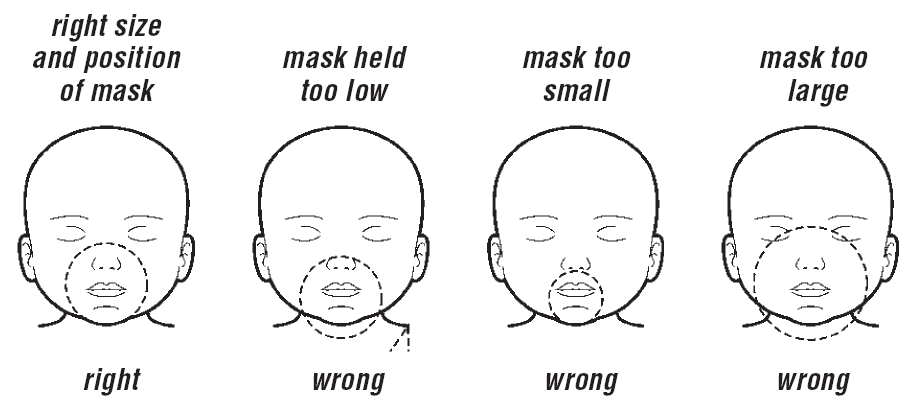 right size
and position
of mask
mask held
too low
mask too
small
mask too
large
right
wrong
wrong
wrong